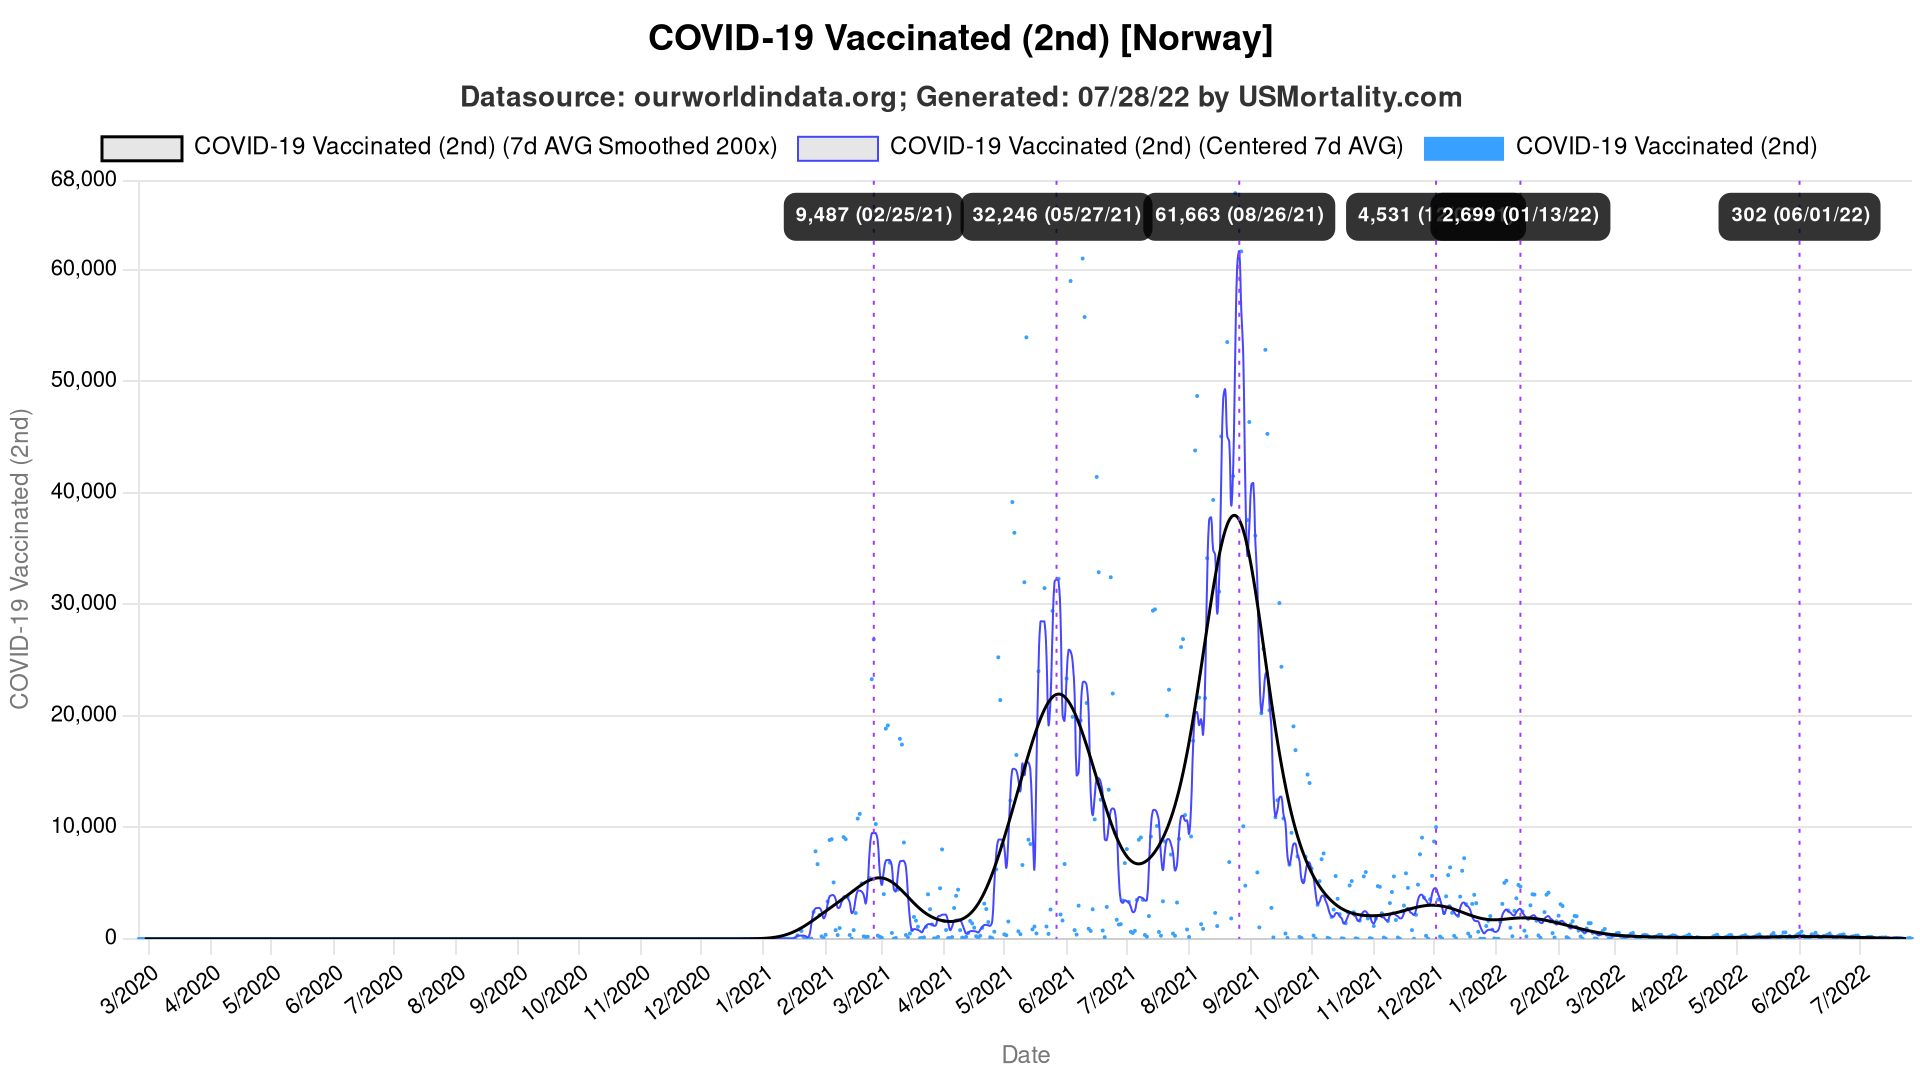 COVID-19 Vaccinated (2nd) [Norway]
Datasource: ourworldindata.org; Generated: 07/28/22 by USMortality.com
COVID-19 Vaccinated (2nd) (7d AVG Smoothed 200x) COVID-19 Vaccinated (2nd) (Centered 7d AVG) COVID-19 Vaccinated (2nd)
68,000
9,487 (02/25/21) 32,246 (05/27/21) 61,663 (08/26/21) 4,531 2,699 (01/13/22) 302 (06/01/22)
60,000
50,000
40,000
30,000
20,000
10,000
0
COVID-19 Vaccinated (2nd)
3/2020 4/2020 5/2020 6/2020 7/2020 8/2020 9/2020 10/2020 11/2020 12/2020 1/2021 2/2021 3/2021 4/2021 5/2021 6/2021 7/2021 8/2021 9/2021 10/2021 11/2021 12/2021 1/2022 2/2022 3/2022 4/2022 5/2022 6/2022 7/2022
Date